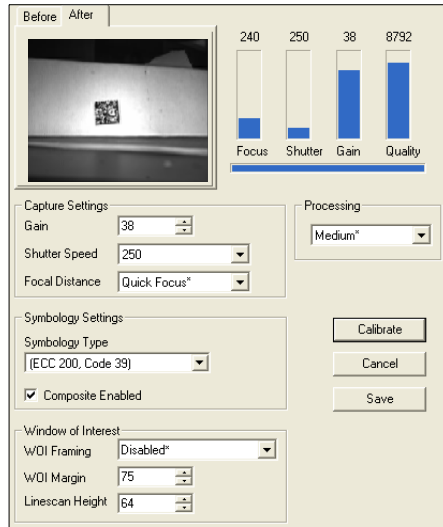 Before After
240 250 38 8792
Focus Shutter Gain Quality
Capture Settings
Gain 38
Shutter Speed 250
Focal Distance Quick Focus*
Processing
Medium*
Symbology Settings
Symbology Type
(ECC 200, Code 39)
Composite Enabled
Calibrate
Cancel
Save
Window of Interest
WOI Framing Disabled*
WOI Margin 75
Linescan Height 64